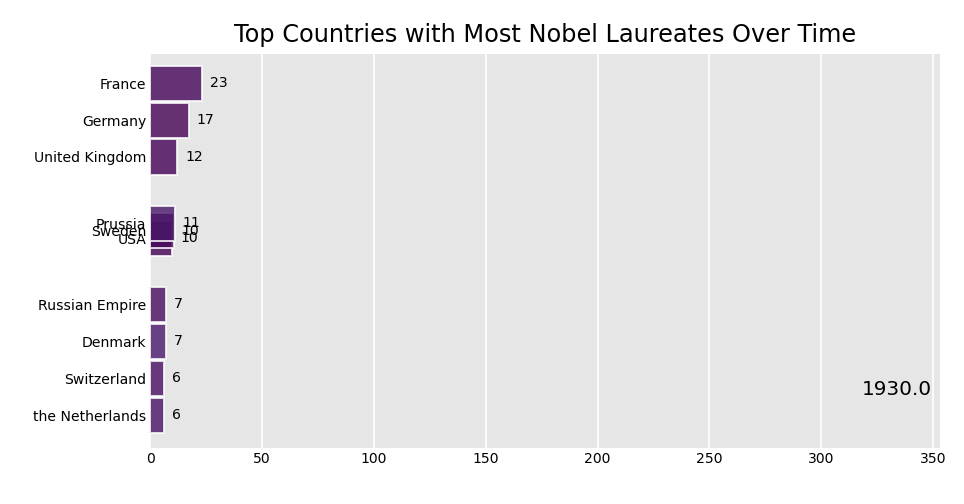 Top Countries with Most Nobel Laureates Over Time
France 23
Germany 17
United Kingdom 12
Prussia 11
Sweden 10
USA 10
Russian Empire 7
Denmark 7
Switzerland 6
1930.0
the Netherlands 6
0 50 100 150 200 250 300 350